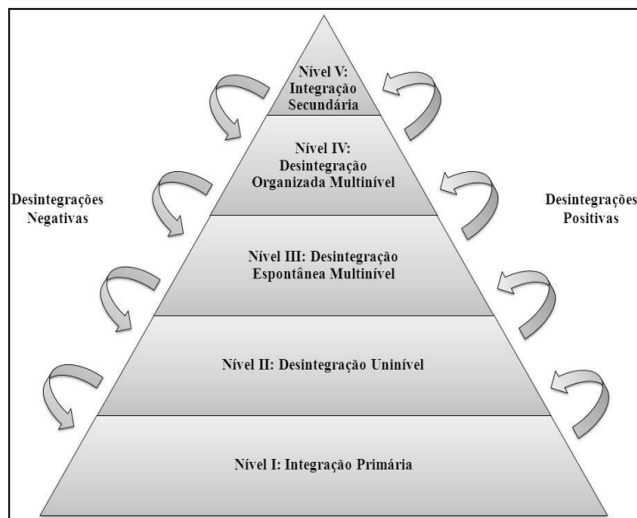 Nível V:
Integração
Secundária
Nível IV:
Desintegração
Organizada Multinível
Desintegrações
Negativas
Desintegrações
Positivas
Nível III: Desintegração
Espontânea Multinível
Nível II: Desintegração Uninível
Nível I: Integração Primária